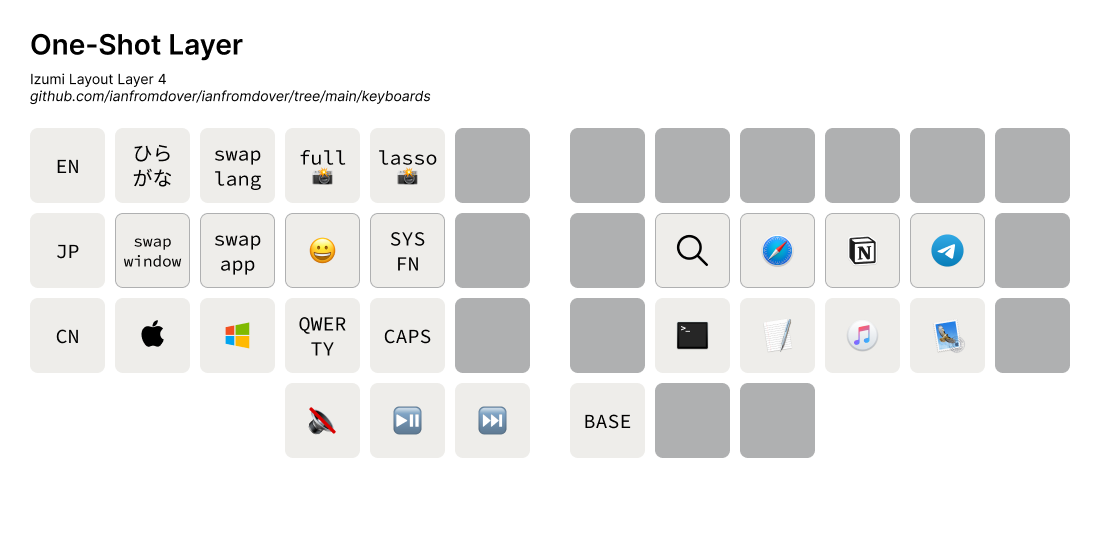 One-Shot Layer
Izumi Layout Layer 4
github.com/ianfromdover/ianfromdover/tree/main/keyboards
EN
ひら
がな
swap
lang
full
lasso
JP
swap
window
swap
app
SYS
FN
N
CN
QWER
TY
CAPS
>_
BASE